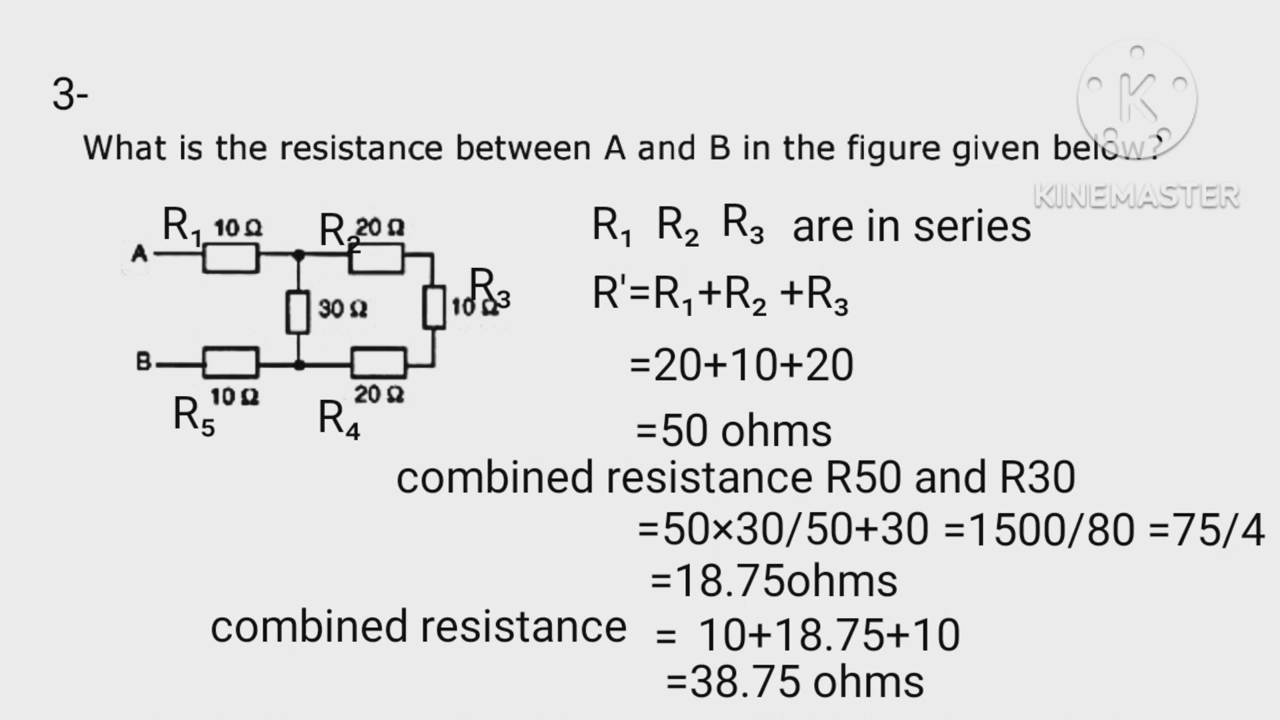 3-
What is the resistance between A and B in the figure given below?
KINEMASTER
R₁ 10 Ω R₂ 20 Ω
A
30 Ω
R₃ 10 Ω
B
R₅ 10 Ω
R₄ 20 Ω
R₁ R₂ R₃ are in series
R'=R₁+R₂ +R₃
=20+10+20
=50 ohms
combined resistance R50 and R30
=50×30/50+30 =1500/80 =75/4
=18.75ohms
combined resistance = 10+18.75+10
=38.75 ohms